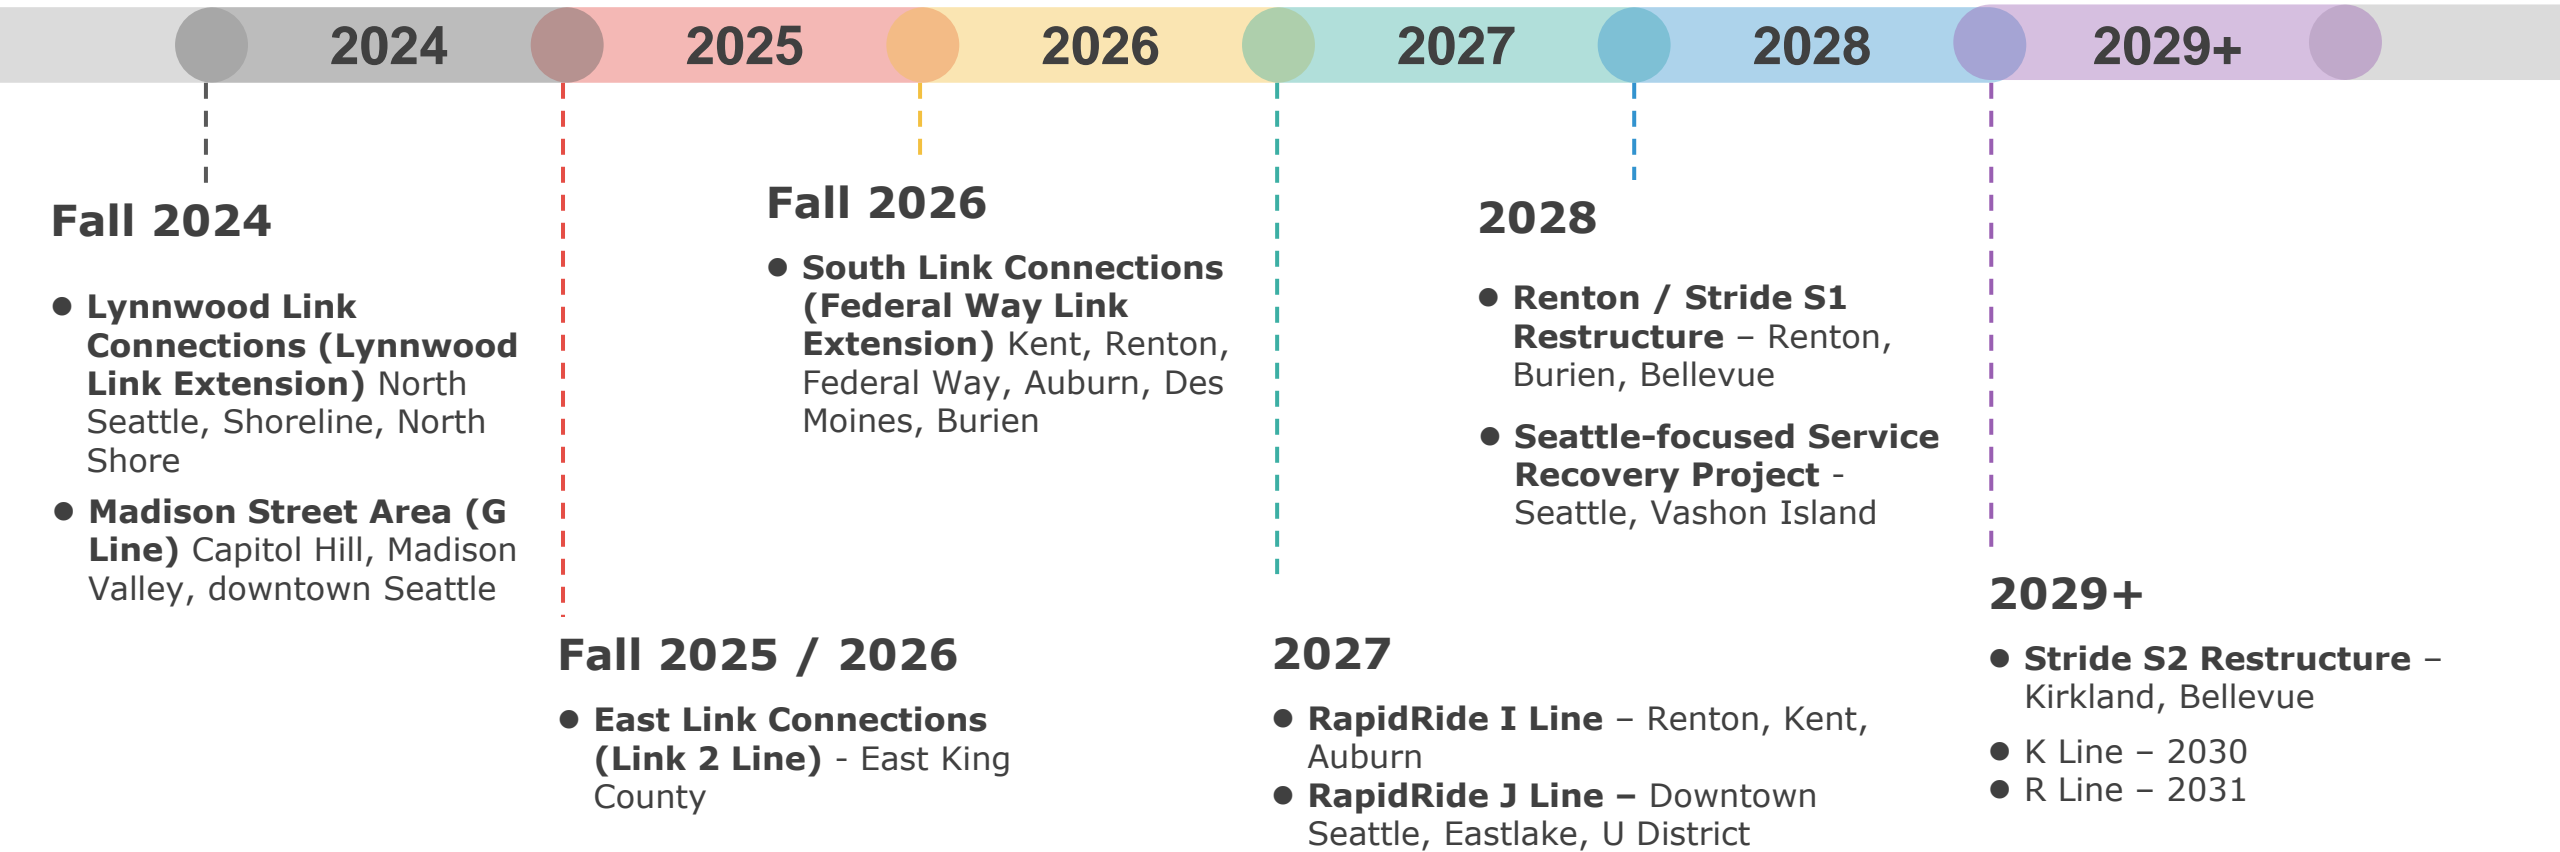 2024
2025
2026
2027
2028
2029+
Fall 2024
● Lynnwood Link
Connections (Lynnwood
Link Extension) North
Seattle, Shoreline, North
Shore
● Madison Street Area (G
Line) Capitol Hill, Madison
Valley, downtown Seattle
Fall 2025 / 2026
● East Link Connections
(Link 2 Line) - East King
County
Fall 2026
● South Link Connections
(Federal Way Link
Extension) Kent, Renton,
Federal Way, Auburn, Des
Moines, Burien
2027
● RapidRide I Line – Renton, Kent,
Auburn
● RapidRide J Line – Downtown
Seattle, Eastlake, U District
2028
● Renton / Stride S1
Restructure – Renton,
Burien, Bellevue
● Seattle-focused Service
Recovery Project -
Seattle, Vashon Island
2029+
● Stride S2 Restructure –
Kirkland, Bellevue
● K Line – 2030
● R Line – 2031